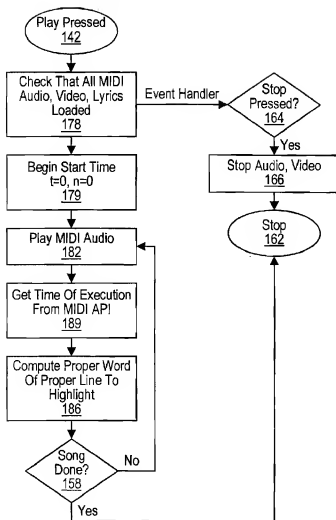 Play Pressed
142
Check That All MIDI
Audio, Video, Lyrics
Loaded
178
Event Handler
Stop
Pressed?
164
Yes
Begin Start Time
t=0, n=0
179
Stop Audio, Video
166
Play MIDI Audio
182
Stop
162
Get Time Of Execution
From MIDI API
189
Compute Proper Word
Of Proper Line To
Highlight
186
Song
Done?
158
No
Yes